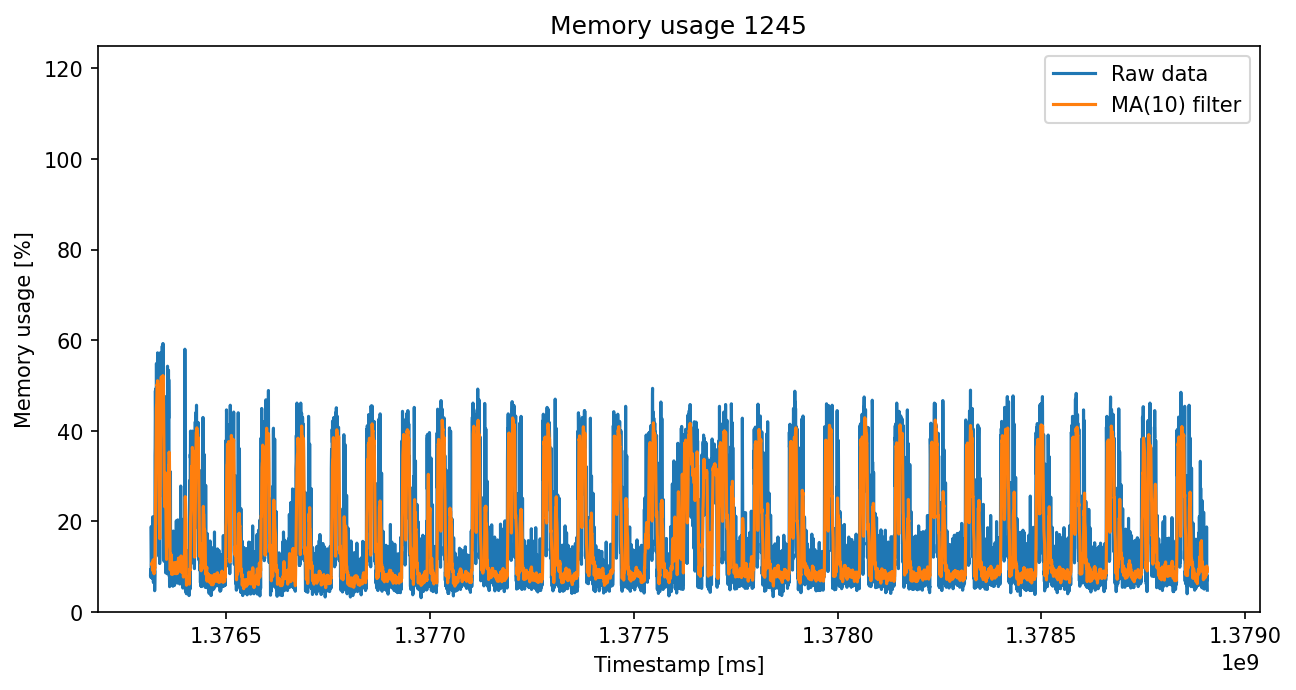 Memory usage 1245
Raw data
MA(10) filter
Memory usage [%]
120
100
80
60
40
20
0
1.3765 1.3770 1.3775 1.3780 1.3785 1.3790
1e9
Timestamp [ms]